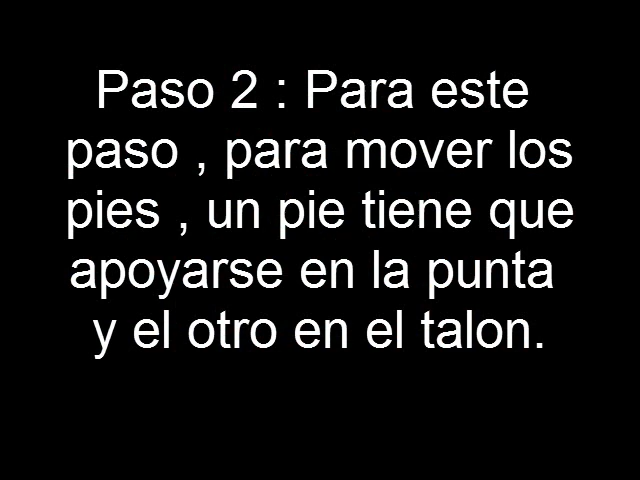 Paso 2 : Para este
paso , para mover los
pies , un pie tiene que
apoyarse en la punta
y el otro en el talon.